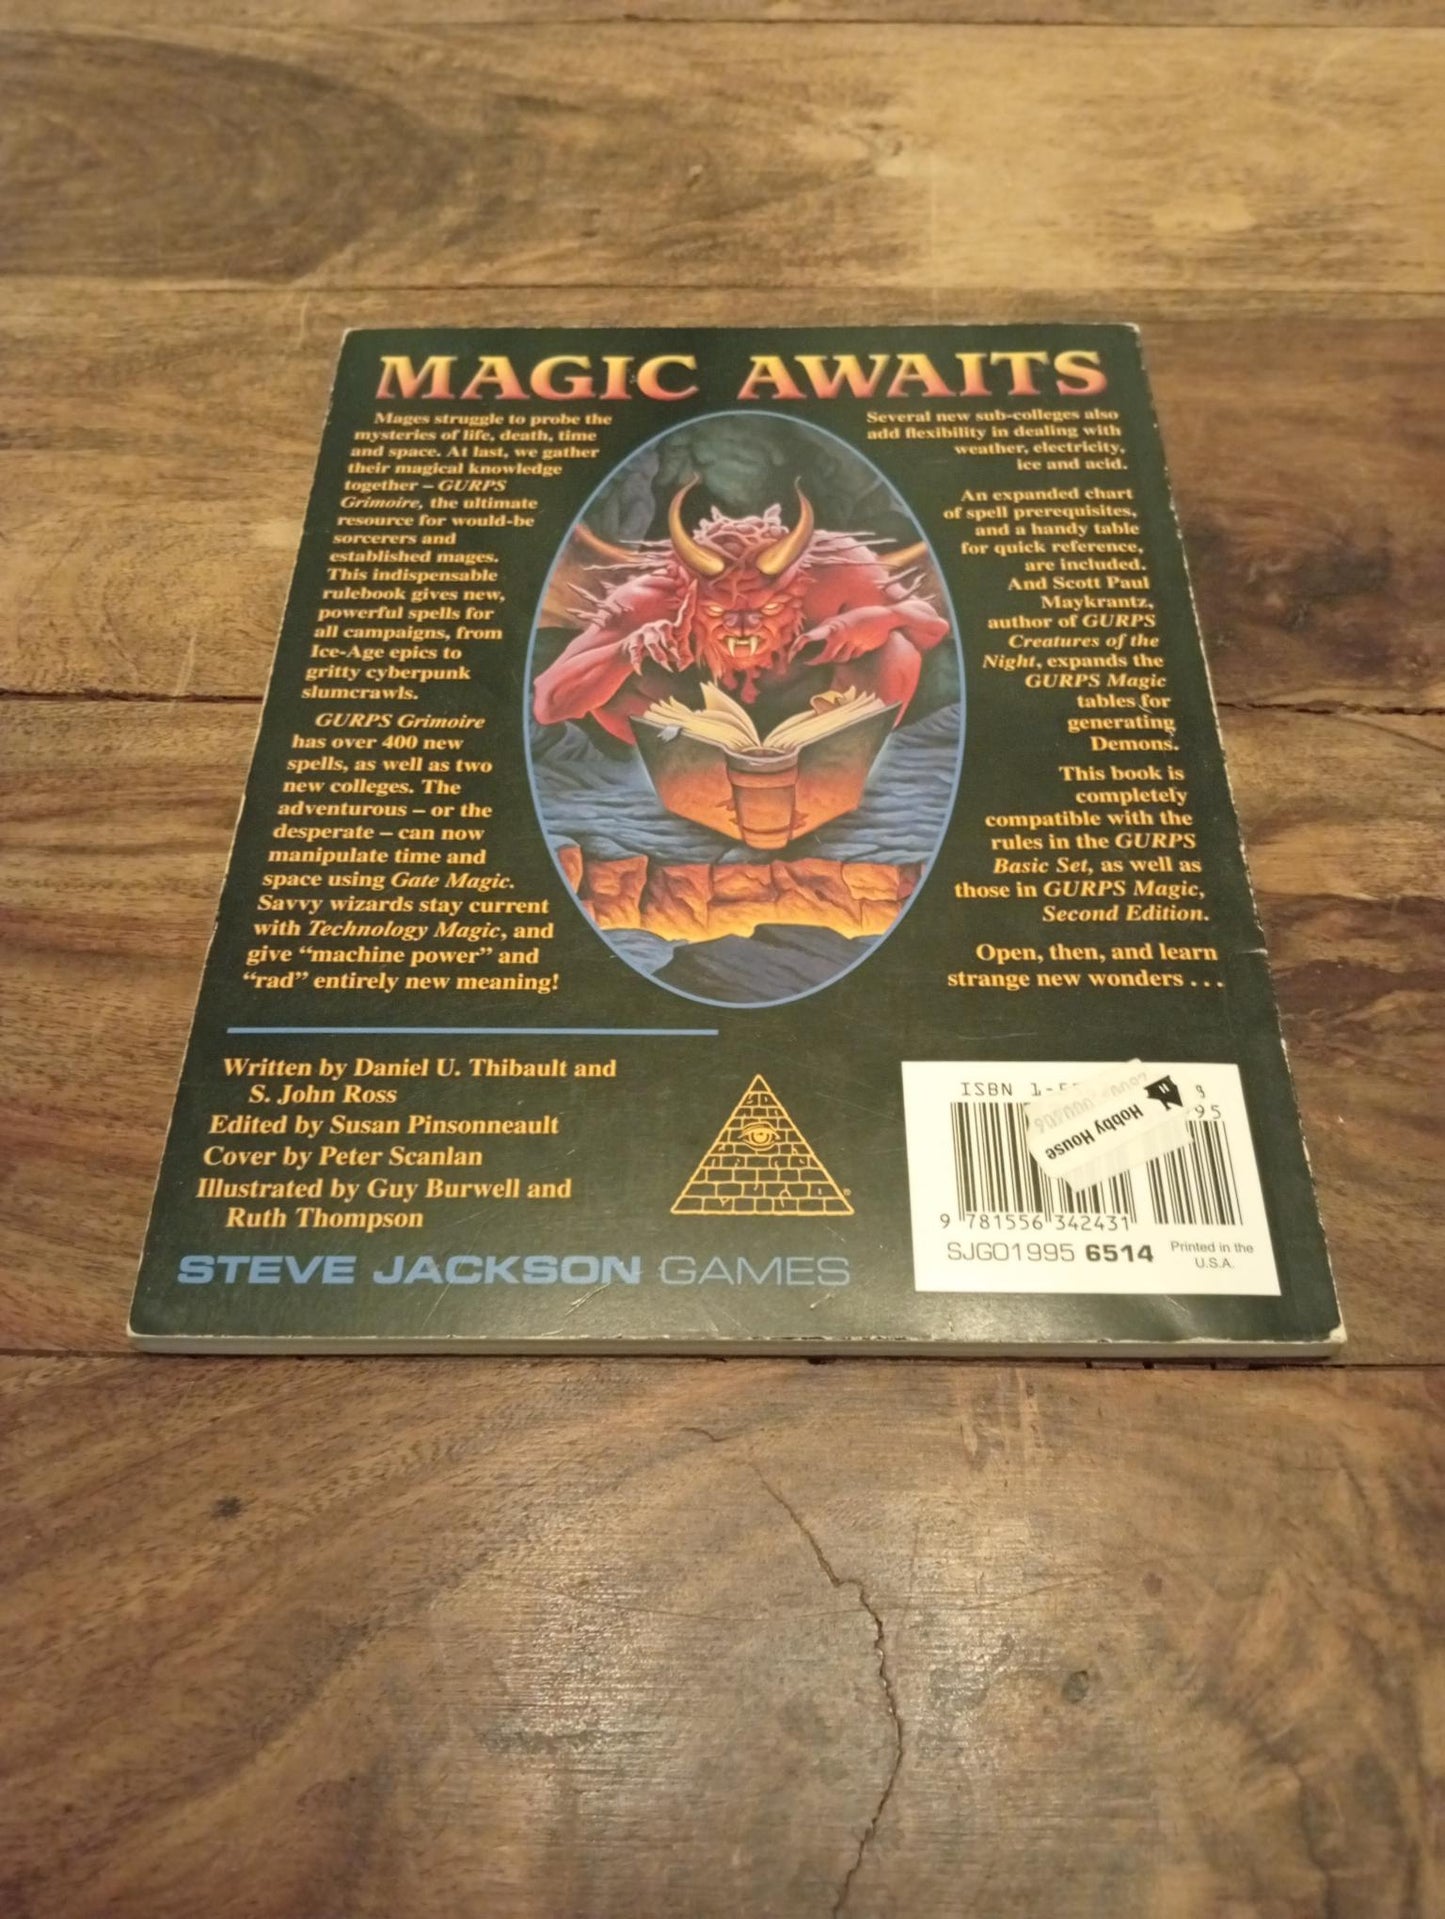 MAGIC AWAITS
Mages struggle to probe the
mysteries of life, death, time
and space. At last, we gather
their magical knowledge
together – GURPS
Grimoire, the ultimate
resource for would-be
sorcerers and
established mages.
This indispensable
rulebook gives new,
powerful spells for
all campaigns, from
Ice-Age epics to
gritty cyberpunk
slumcrawls.
GURPS Grimoire
has over 400 new
spells, as well as two
new colleges. The
adventurous – or the
desperate – can now
manipulate time and
space using Gate Magic.
Savvy wizards stay current
with Technology Magic, and
give “machine power” and
“rad” entirely new meaning!
Several new sub-colleges also
add flexibility in dealing with
weather, electricity,
ice and acid.
An expanded chart
of spell prerequisites,
and a handy table
for quick reference,
are included.
And Scott Paul
Maykrantz,
author of GURPS
Creatures of the
Night, expands the
GURPS Magic
tables for
generating
Demons.
This book is
completely
compatible with the
rules in the GURPS
Basic Set, as well as
those in GURPS Magic,
Second Edition.
Open, then, and learn
strange new wonders . . .
Written by Daniel U. Thibault and
S. John Ross
Edited by Susan Pinsonneault
Cover by Peter Scanlan
Illustrated by Guy Burwell and
Ruth Thompson
STEVE JACKSON GAMES
®
ISBN 1-55
95
Hobby House
9 781556 342431
SJG01995 6514
Printed in the
U.S.A.